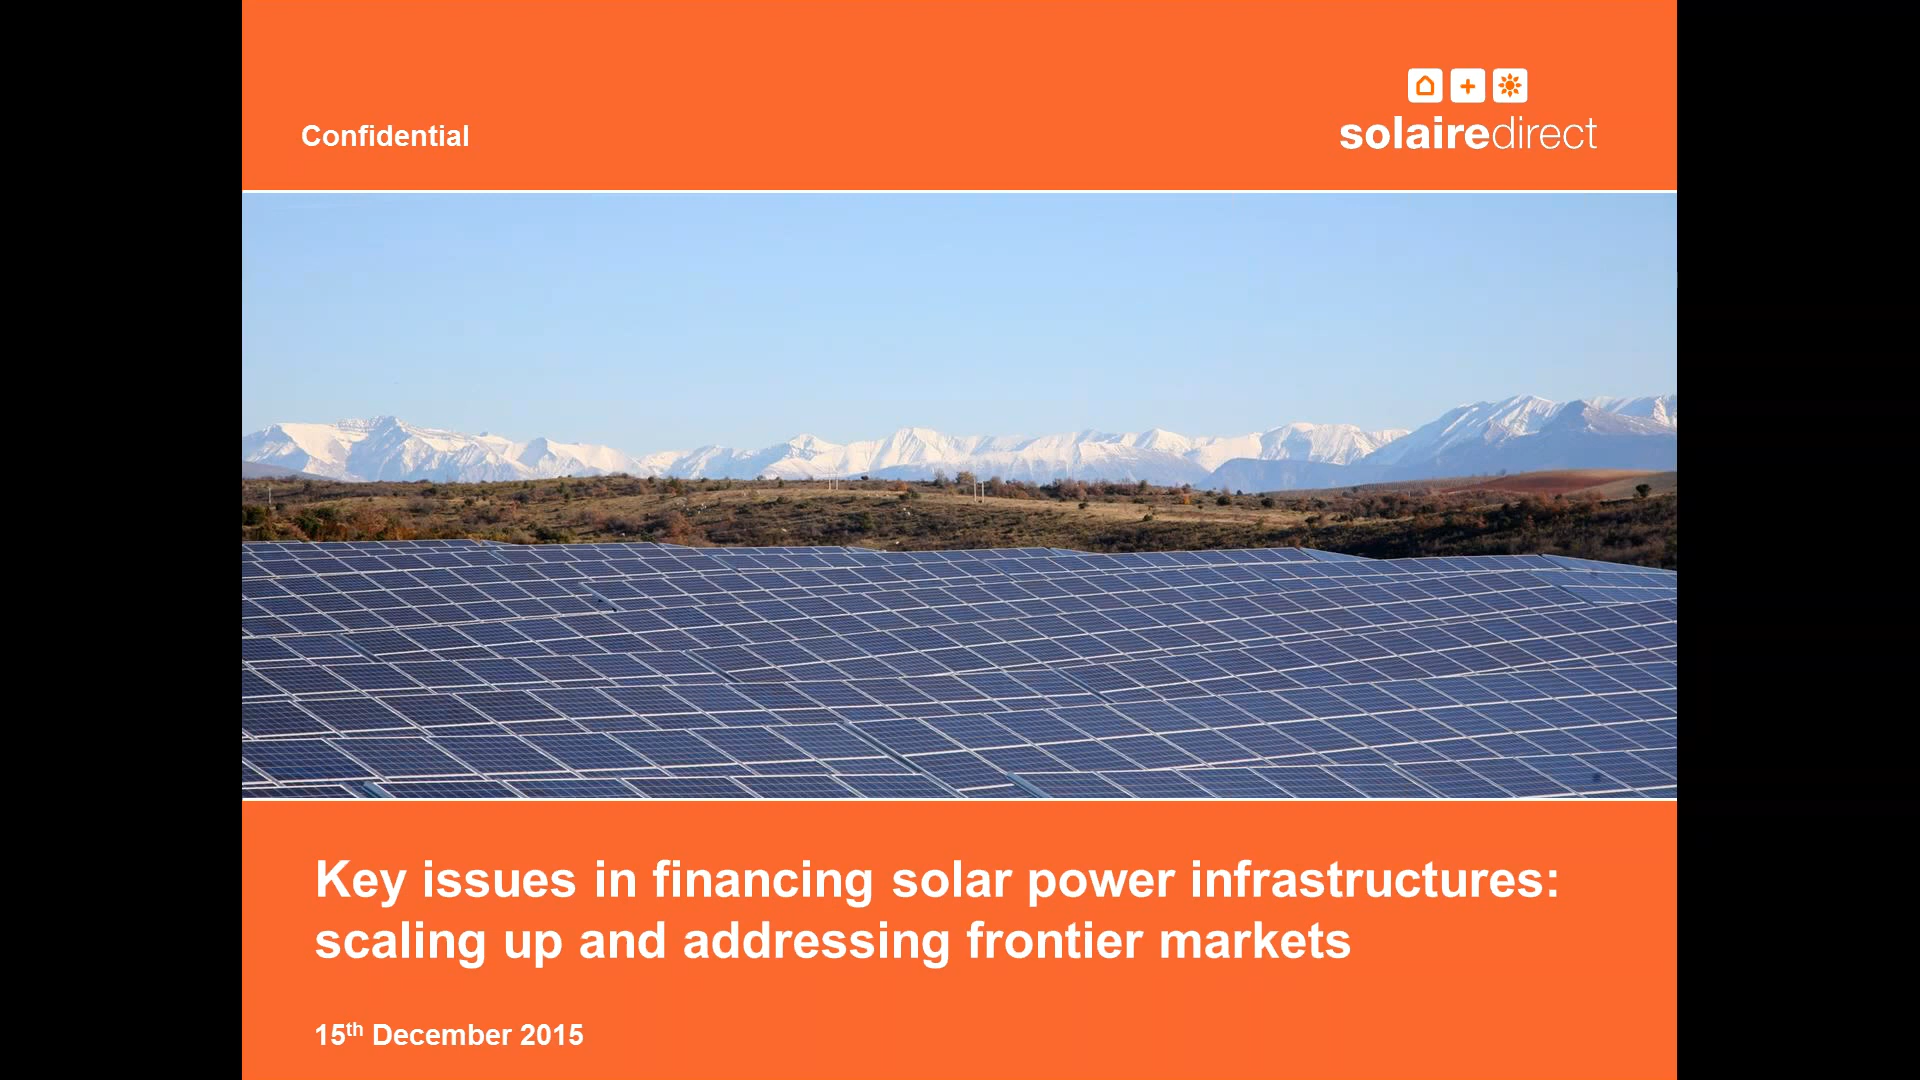 Confidential
solairedirect
Key issues in financing solar power infrastructures:
scaling up and addressing frontier markets
15th December 2015